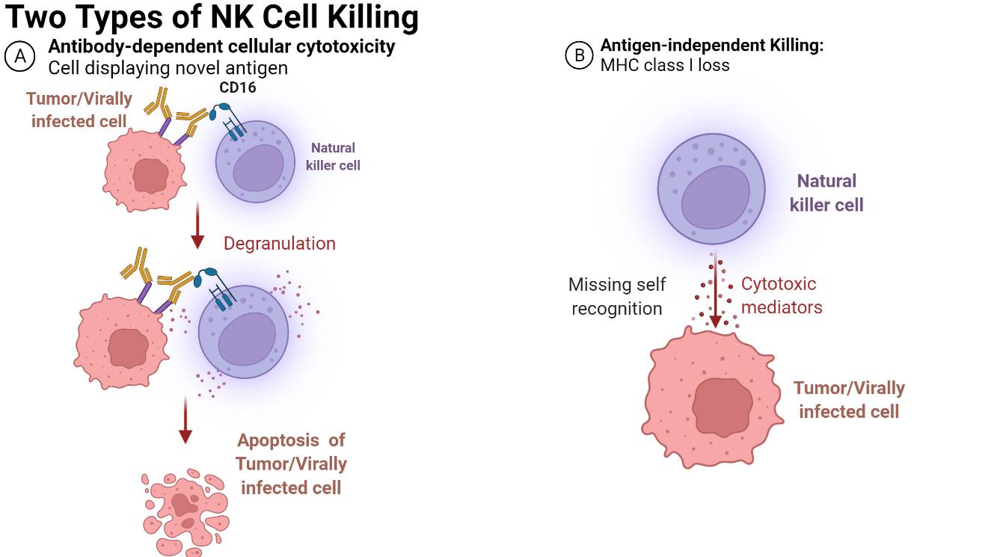 Two Types of NK Cell Killing
A
Antibody-dependent cellular cytotoxicity
Cell displaying novel antigen
CD16
Tumor/Virally
infected cell
Natural
killer cell
Degranulation
Apoptosis of
Tumor/Virally
infected cell
B
Antigen-independent Killing:
MHC class I loss
Natural
killer cell
Missing self
recognition
Cytotoxic
mediators
Tumor/Virally
infected cell